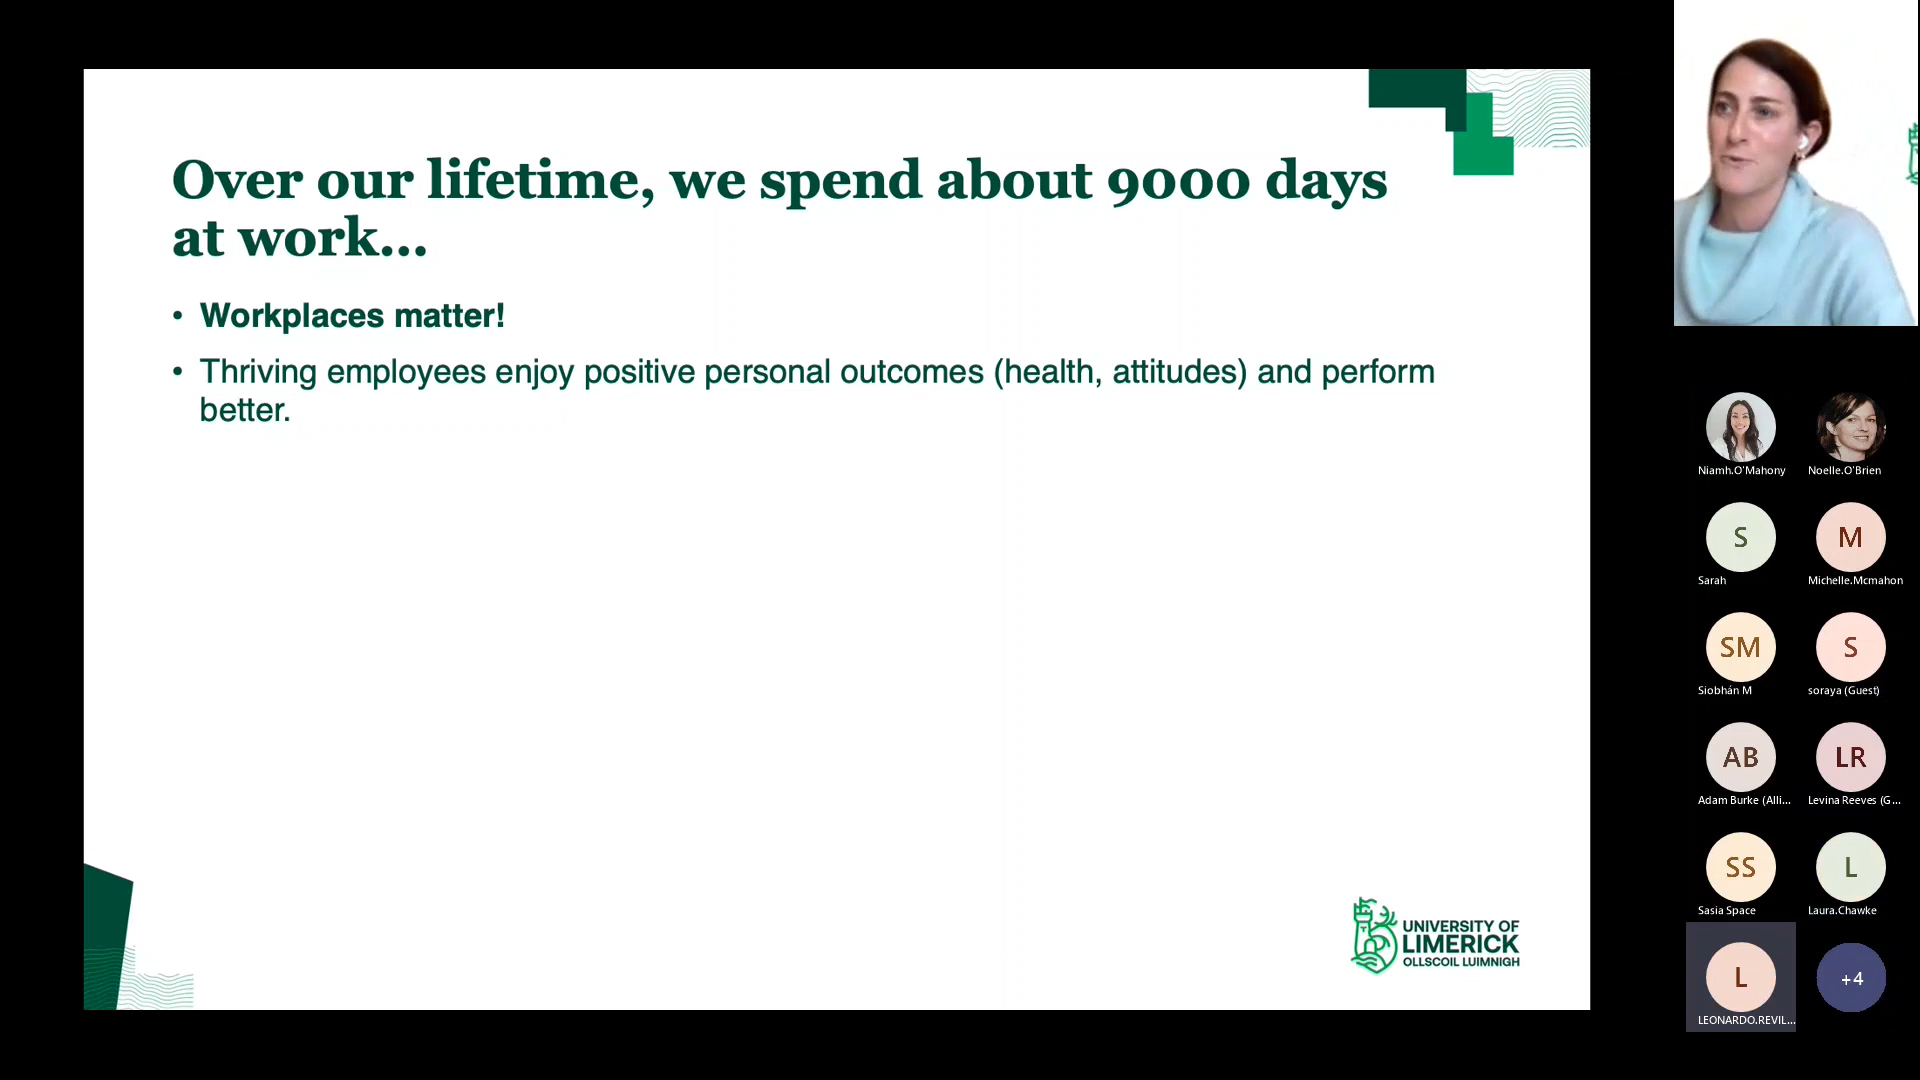 Over our lifetime, we spend about 9000 days
at work...
• Workplaces matter!
• Thriving employees enjoy positive personal outcomes (health, attitudes) and perform
better.
UNIVERSITY OF
LIMERICK
OLLSCOIL LUIMNIGH
Niamh.O'Mahony
Noelle.O'Brien
S
M
Sarah
Michelle.Mcmahon
SM
S
Siobhán M
soraya (Guest)
AB
LR
Adam Burke (Alli...
Levina Reeves (G...
SS
L
Sasia Space
Laura.Chawke
L
+4
LEONARDO.REVIL...